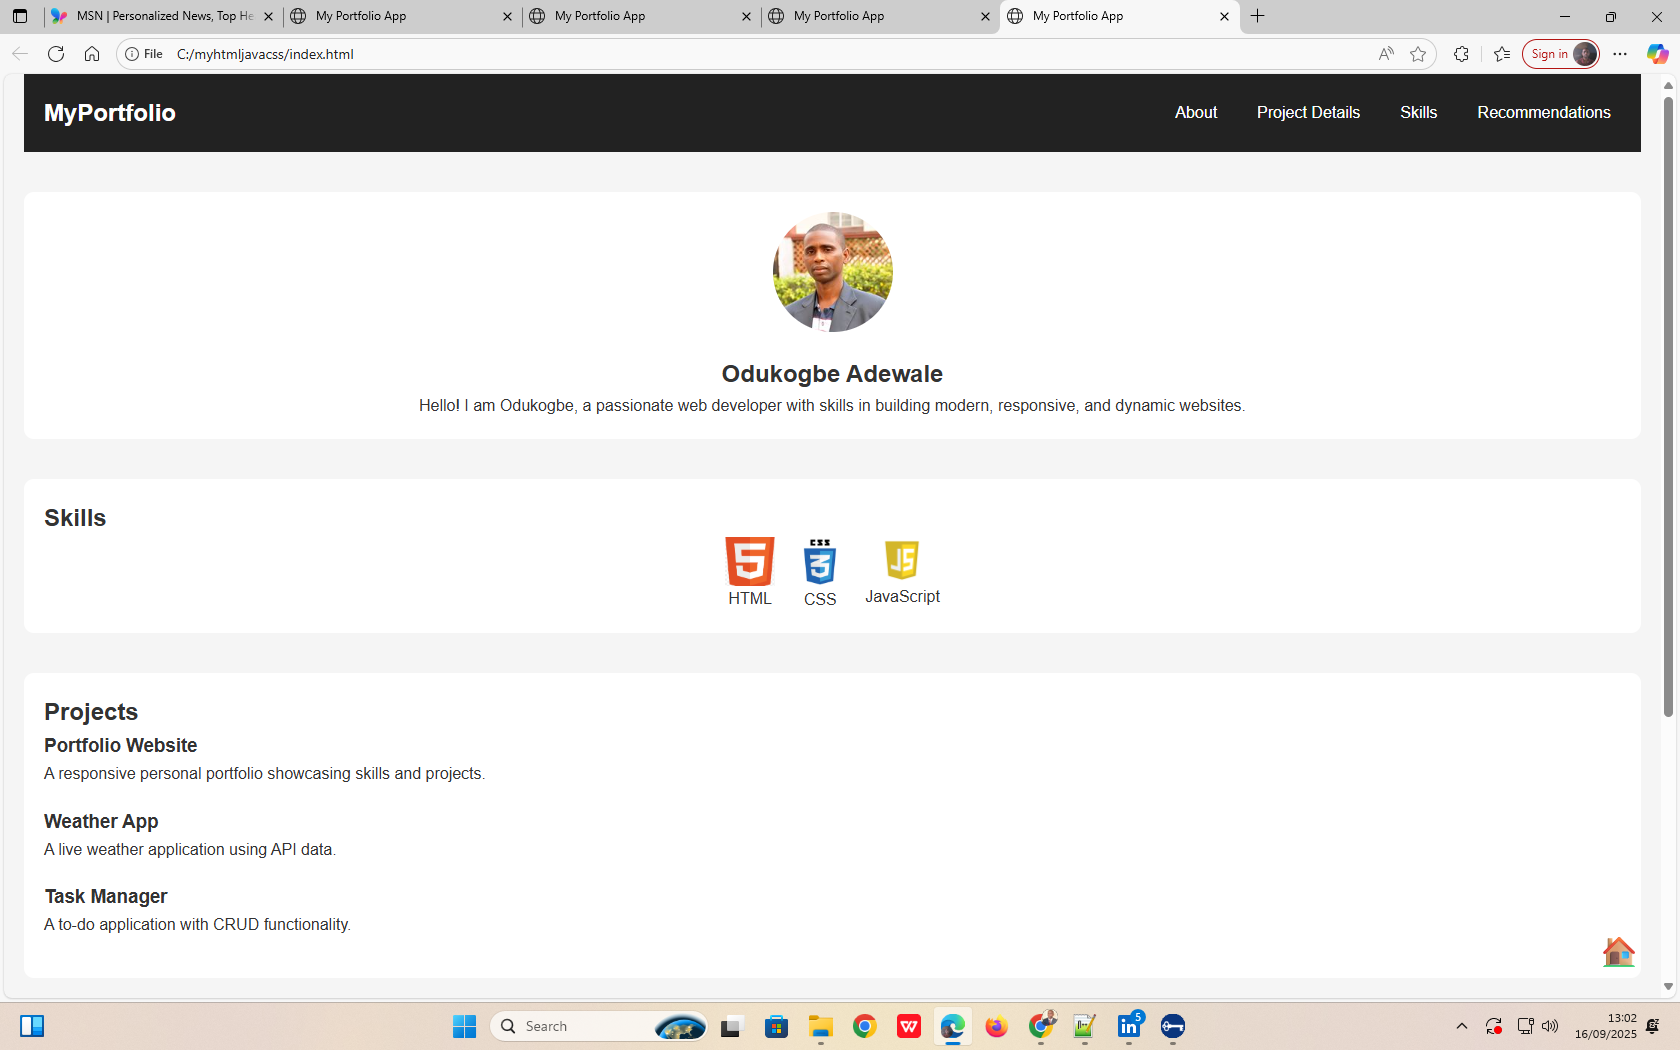 MSN | Personalized News, Top He
My Portfolio App
My Portfolio App
My Portfolio App
My Portfolio App
File
C:/myhtmljavacss/index.html
Sign in
MyPortfolio
About
Project Details
Skills
Recommendations
Odukogbe Adewale
Hello! I am Odukogbe, a passionate web developer with skills in building modern, responsive, and dynamic websites.
Skills
HTML
CSS
JavaScript
Projects
Portfolio Website
A responsive personal portfolio showcasing skills and projects.
Weather App
A live weather application using API data.
Task Manager
A to-do application with CRUD functionality.
Search
5
13:02
16/09/2025